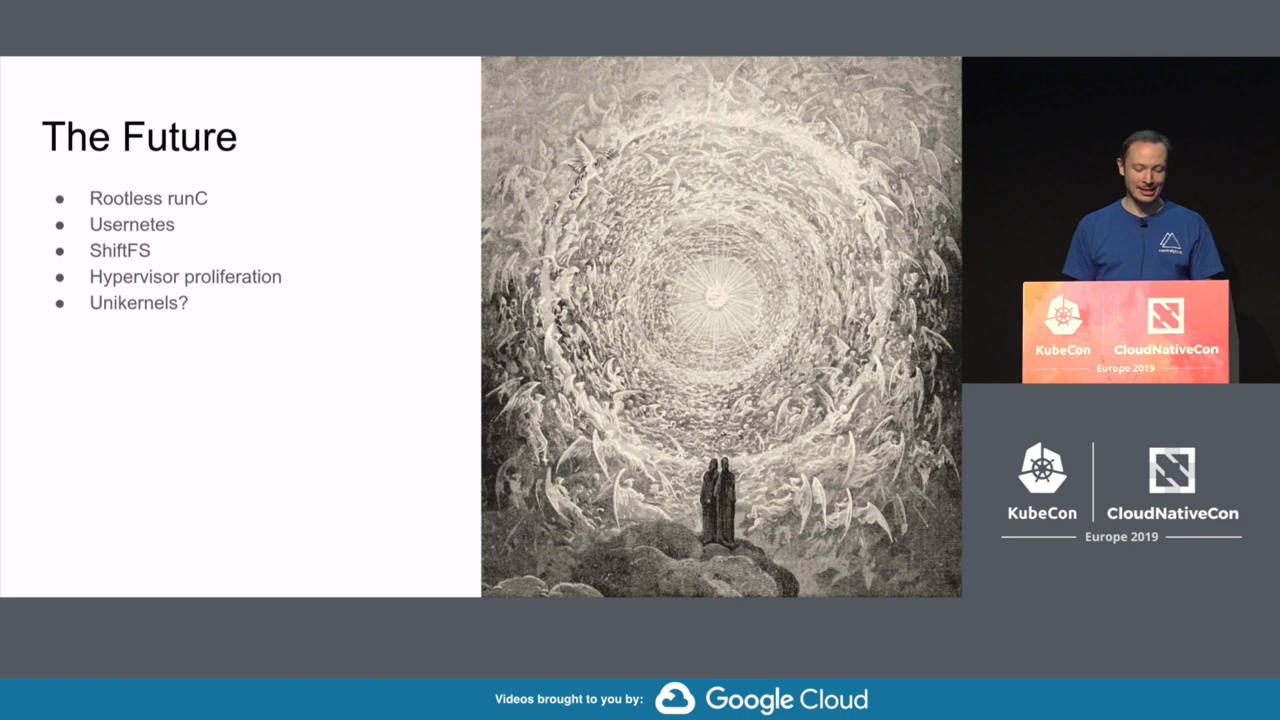 The Future
● Rootless runC
● Usernetes
● ShiftFS
● Hypervisor proliferation
● Unikernels?
KubeCon
CloudNativeCon
Europe 2019
KubeCon
CloudNativeCon
Europe 2019
Videos brought to you by: Google Cloud